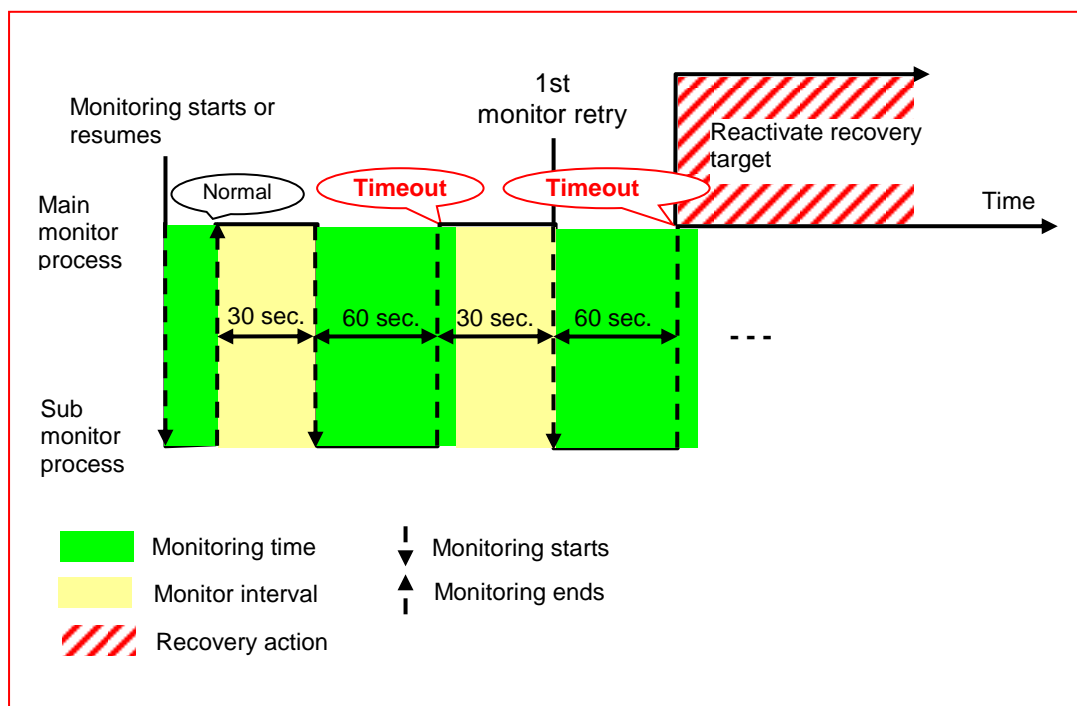 1st
monitor retry
Monitoring starts or
resumes
Reactivate recovery
target
Normal
Timeout
Timeout
Time
Main
monitor
process
30 sec.
60 sec.
30 sec.
60 sec.
- - -
Sub
monitor
process
Monitoring time
Monitoring starts
Monitor interval
Monitoring ends
Recovery action